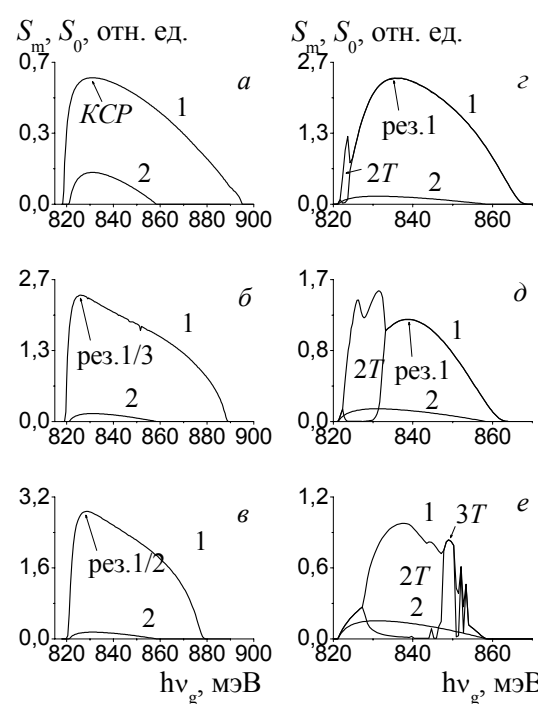 S_m, S_0, отн. ед.
0,7
а
1
КСР
0,3
2
0,0
820 840 860 880 900
2,7
б
1
1,3
рез.1/3
2
0,0
820 840 860 880 900
3,2
в
1
1,6
рез.1/2
2
0,0
820 840 860 880 900
hν_g, мэВ
S_m, S_0, отн. ед.
2,7
г
1
1,3
рез.1
2T
2
0,0
840 860
1,7
д
1
0,8
2T
рез.1
2
0,0
840 860
1,2
е
1
3T
0,6
2T
2
0,0
820 840 860
hν_g, мэВ